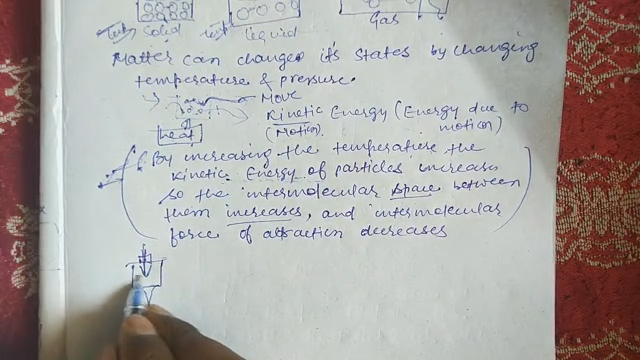 Solid Liquid Gas
Matter can change it's states by changing
temperature & pressure.
Move
Kinetic Energy (Energy due to
heat (Motion). motion)
By increasing the temperature the
kinetic Energy of particles increases
so the intermolecular space between
them increases, and intermolecular
force of attraction decreases